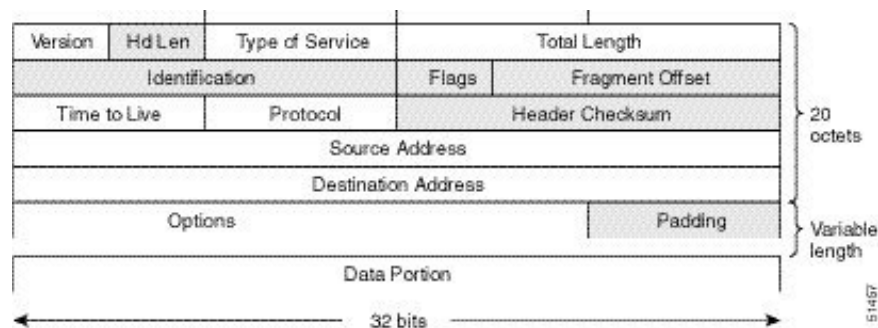 Version Hd Len Type of Service Total Length
Identification Flags Fragment Offset
Time to Live Protocol Header Checksum
20
octets
Source Address
Destination Address
Options Padding
Variable
length
Data Portion
32 bits
51457